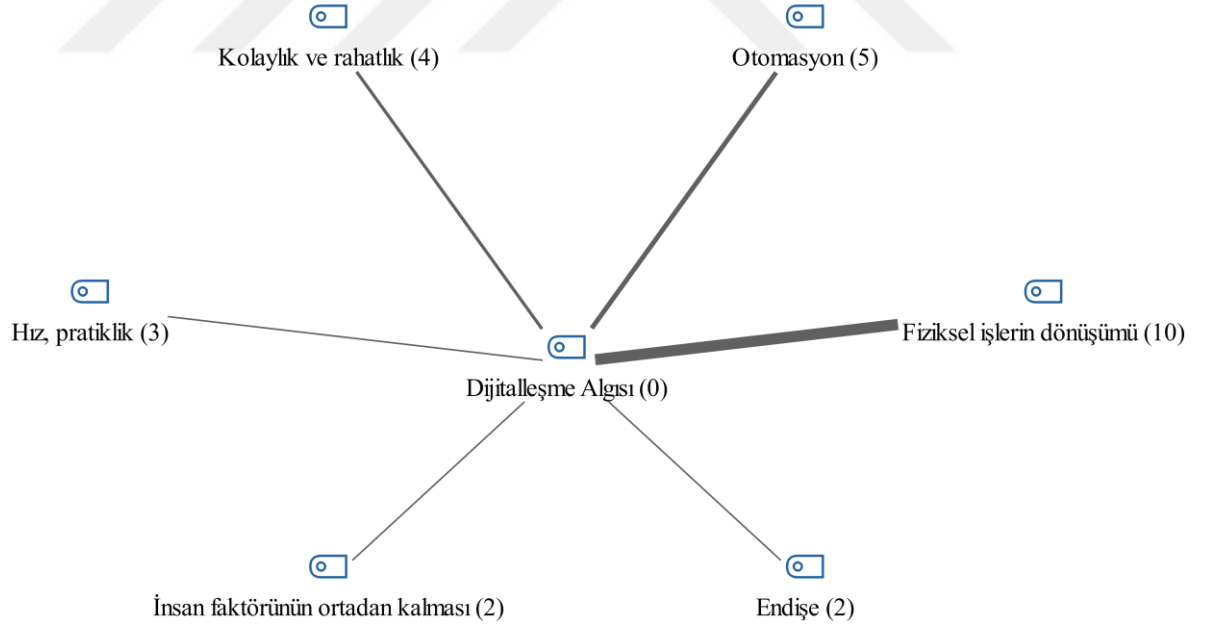 Kolaylık ve rahatlık (4)
Otomasyon (5)
Hız, pratiklik (3)
Fiziksel işlerin dönüşümü (10)
Dijitalleşme Algısı (0)
İnsan faktörünün ortadan kalması (2)
Endişe (2)